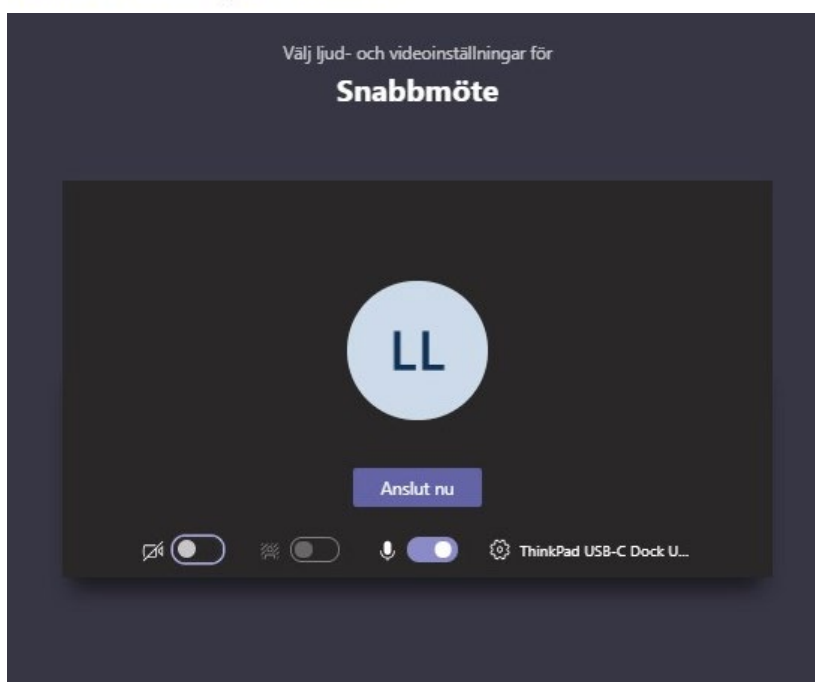 Välj ljud- och videoinställningar för
Snabbmöte
LL
Anslut nu
ThinkPad USB-C Dock U...